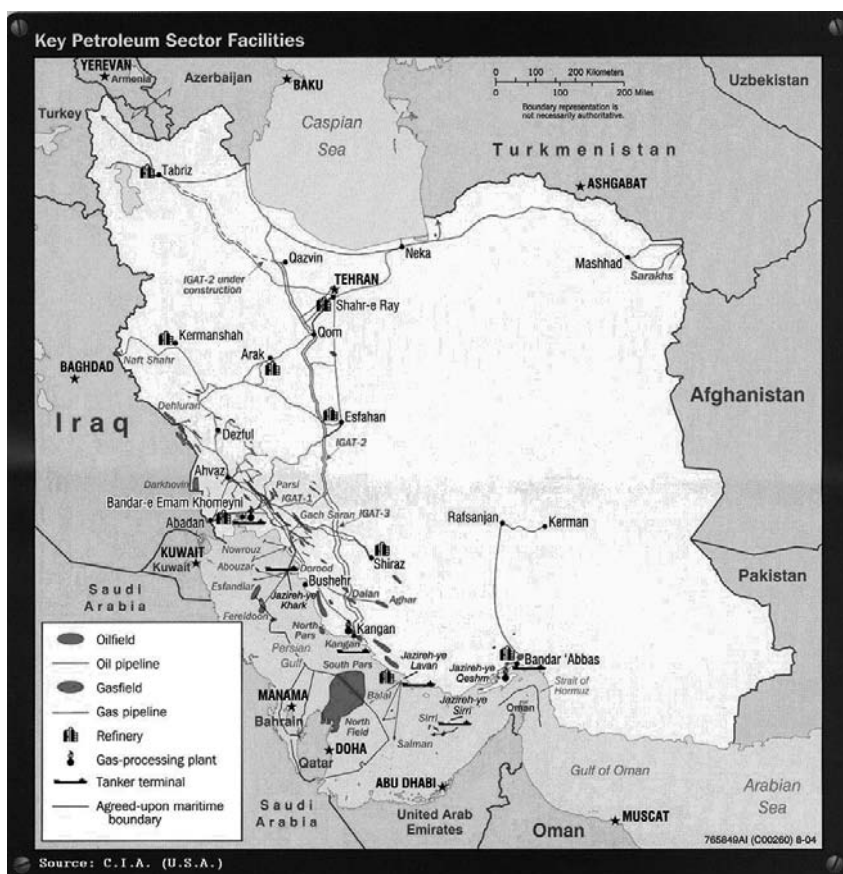 Key Petroleum Sector Facilities
YEREVAN
Armenia
Azerbaijan
BAKU
Turkey
Caspian
Sea
0 100 200 Kilometers
0 100 200 Miles
Boundary representation is
not necessarily authoritative.
Uzbekistan
Turkmenistan
ASHGABAT
Tabriz
Neka
Mashhad
Sarakhs
Qazvin
IGAT-2 under
construction
TEHRAN
Shahr-e Ray
Qom
Kermanshah
Arak
Naft Shahr
BAGHDAD
Iraq
Dehluran
Dezful
Esfahan
IGAT-2
Afghanistan
Ahvaz
Darkhovin
Parsi
IGAT-1
Bandar-e Emam Khomeyni
Gach Saran
IGAT-3
Abadan
Rafsanjan
Kerman
KUWAIT
Kuwait
Nowrouz
Abouzar
Dorood
Shiraz
Saudi
Arabia
Esfandiar
Bushehr
Jazireh-ye
Khark
Dalan
Aghar
Fereidoon
Pakistan
North
Pars
Kangan
Kangan
Persian
Gulf
South Pars
Jazireh-ye
Lavan
Jazireh-ye
Qeshm
Bandar 'Abbas
Strait of
Hormuz
MANAMA
Bahrain
Balal
Jazireh-ye
Sirri
Sirri
Oman
North
Field
Salman
DOHA
Qatar
ABU DHABI
Gulf of Oman
Arabian
Sea
Saudi
Arabia
United Arab
Emirates
Oman
MUSCAT
Oilfield
Oil pipeline
Gasfield
Gas pipeline
Refinery
Gas-processing plant
Tanker terminal
Agreed-upon maritime
boundary
765849AI (C00260) 8-04
Source: C.I.A. (U.S.A.)